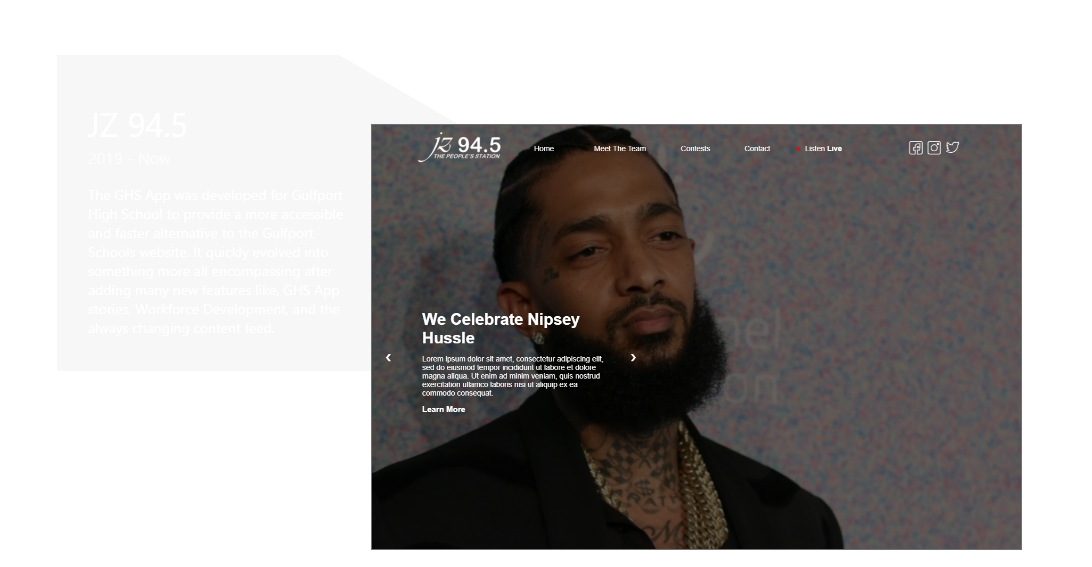 JZ 94.5
2019 - Now
The GHS App was developed for Gulfport
High School to provide a more accessible
and faster alternative to the Gulfport
Schools website. It quickly evolved into
something more all encompassing after
adding many new features like, GHS App
stories, Workforce Development, and the
always changing content feed.
jz 94.5
THE PEOPLE'S STATION
Home Meet The Team Contests Contact Listen Live
We Celebrate Nipsey
Hussle
Lorem ipsum dolor sit amet, consectetur adipiscing elit,
sed do eiusmod tempor incididunt ut labore et dolore
magna aliqua. Ut enim ad minim veniam, quis nostrud
exercitation ullamco laboris nisi ut aliquip ex ea
commodo consequat.
Learn More